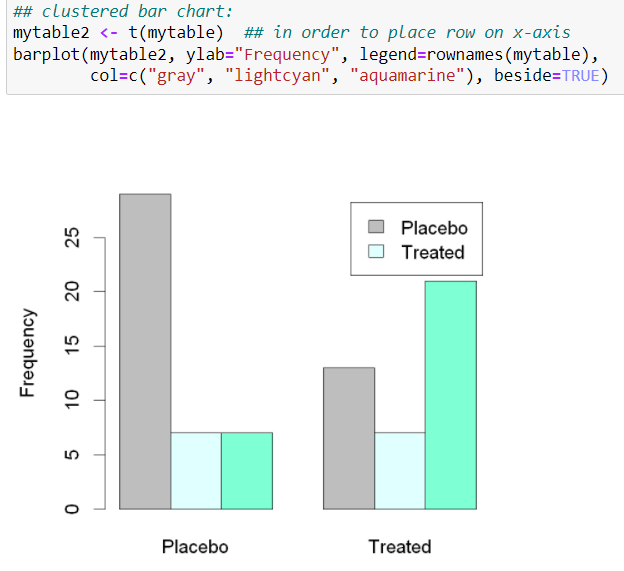 ## clustered bar chart:
mytable2 <- t(mytable)  ## in order to place row on x-axis
barplot(mytable2, ylab="Frequency", legend=rownames(mytable),
        col=c("gray", "lightcyan", "aquamarine"), beside=TRUE)
Placebo
Treated
Frequency
25
20
15
10
5
0
Placebo Treated